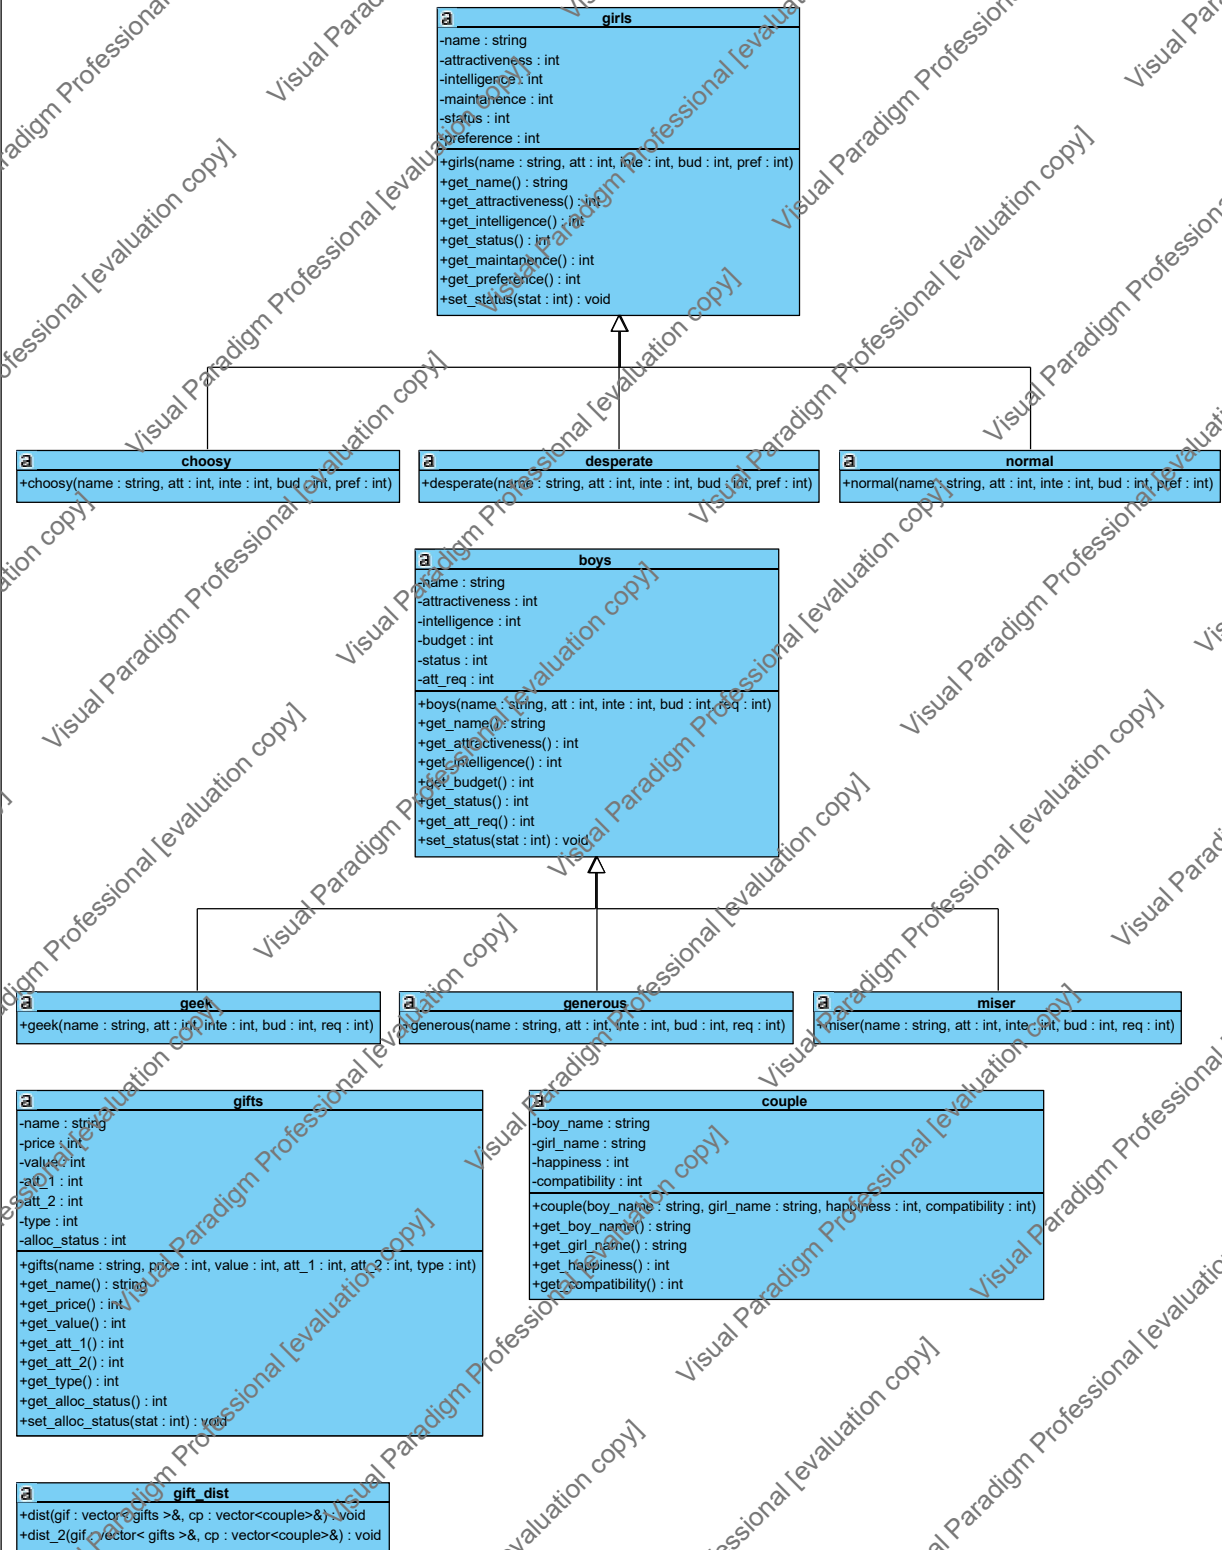 girls
-name : string
-attractiveness : int
-intelligence : int
-maintanence : int
-status : int
-preference : int
+girls(name : string, att : int, inte : int, bud : int, pref : int)
+get_name() : string
+get_attractiveness() : int
+get_intelligence() : int
+get_status() : int
+get_maintanence() : int
+get_preference() : int
+set_status(stat : int) : void
choosy
+choosy(name : string, att : int, inte : int, bud : int, pref : int)
desperate
+desperate(name : string, att : int, inte : int, bud : int, pref : int)
normal
+normal(name : string, att : int, inte : int, bud : int, pref : int)
boys
-name : string
-attractiveness : int
-intelligence : int
-budget : int
-status : int
-att_req : int
+boys(name : string, att : int, inte : int, bud : int, req : int)
+get_name() : string
+get_attractiveness() : int
+get_intelligence() : int
+get_budget() : int
+get_status() : int
+get_att_req() : int
+set_status(stat : int) : void
geek
+geek(name : string, att : int, inte : int, bud : int, req : int)
generous
+generous(name : string, att : int, inte : int, bud : int, req : int)
miser
+miser(name : string, att : int, inte : int, bud : int, req : int)
gifts
-name : string
-price : int
-value : int
-att_1 : int
-att_2 : int
-type : int
-alloc_status : int
+gifts(name : string, price : int, value : int, att_1 : int, att_2 : int, type : int)
+get_name() : string
+get_price() : int
+get_value() : int
+get_att_1() : int
+get_att_2() : int
+get_type() : int
+get_alloc_status() : int
+set_alloc_status(stat : int) : void
couple
-boy_name : string
-girl_name : string
-happiness : int
-compatibility : int
+couple(boy_name : string, girl_name : string, happiness : int, compatibility : int)
+get_boy_name() : string
+get_girl_name() : string
+get_happiness() : int
+get_compatibility() : int
gift_dist
+dist(gif : vector< gifts >&, cp : vector<couple>&) : void
+dist_2(gif : vector< gifts >&, cp : vector<couple>&) : void
Visual Paradigm Professional [evaluation copy]